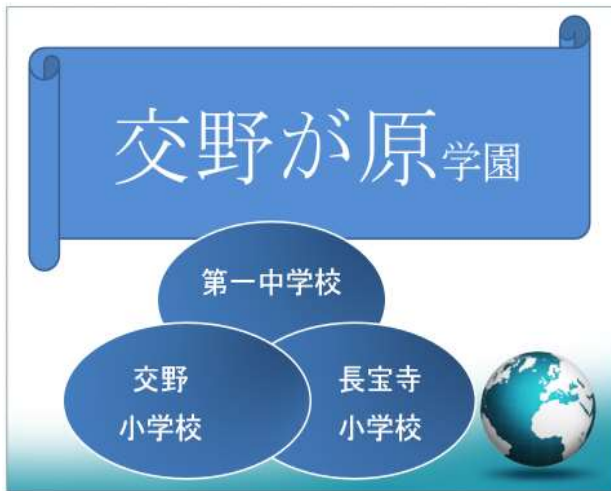 交野が原学園
第一中学校
交野
小学校
長宝寺
小学校